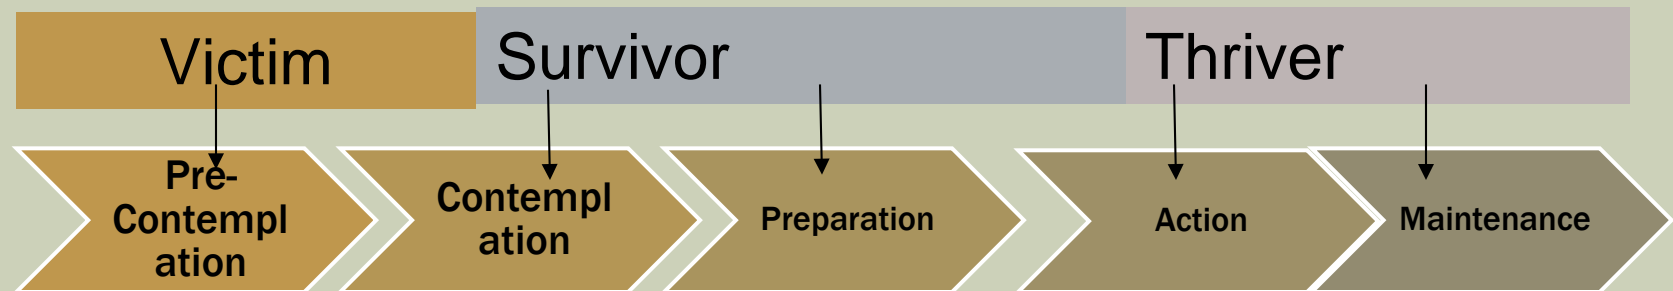 Victim
Survivor
Thriver
Pre-
Contempl
ation
Contempl
ation
Preparation
Action
Maintenance